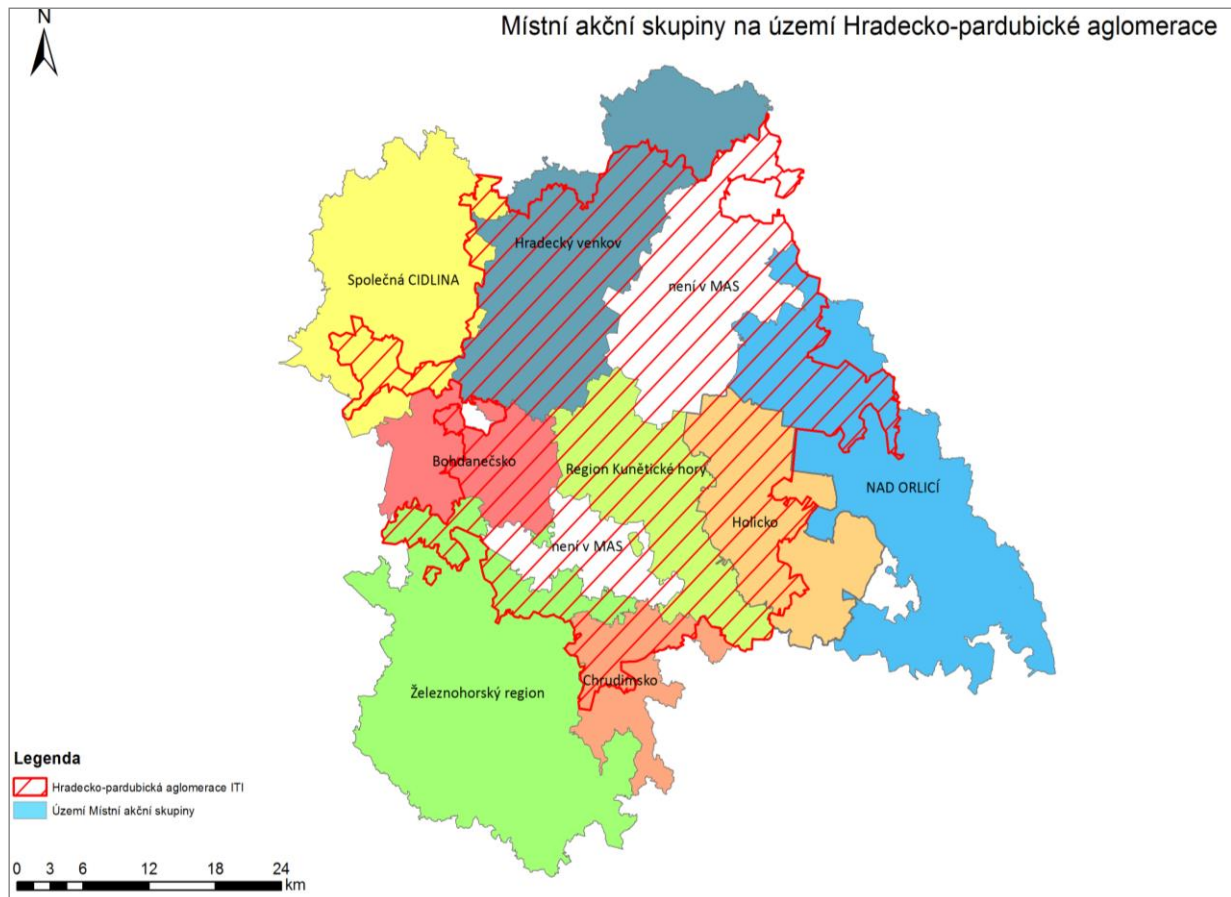 Místní akční skupiny na území Hradecko-pardubické aglomerace
N
Hradecký venkov
Společná CIDLINA
není v MAS
Bohdanečsko
Region Kunětické hory
NAD ORLICÍ
Holicko
není v MAS
Chrudimsko
Železnohorský region
Legenda
Hradecko-pardubická aglomerace ITI
Území Místní akční skupiny
0 3 6 12 18 24
km